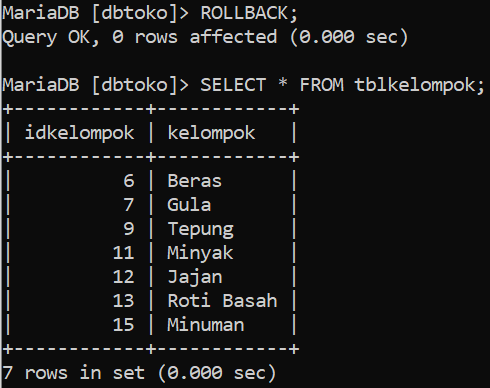 MariaDB [dbtoko]> ROLLBACK;
Query OK, 0 rows affected (0.000 sec)

MariaDB [dbtoko]> SELECT * FROM tblkelompok;
+------------+------------+
| idkelompok | kelompok   |
+------------+------------+
|          6 | Beras      |
|          7 | Gula       |
|          9 | Tepung     |
|         11 | Minyak     |
|         12 | Jajan      |
|         13 | Roti Basah |
|         15 | Minuman    |
+------------+------------+
7 rows in set (0.000 sec)